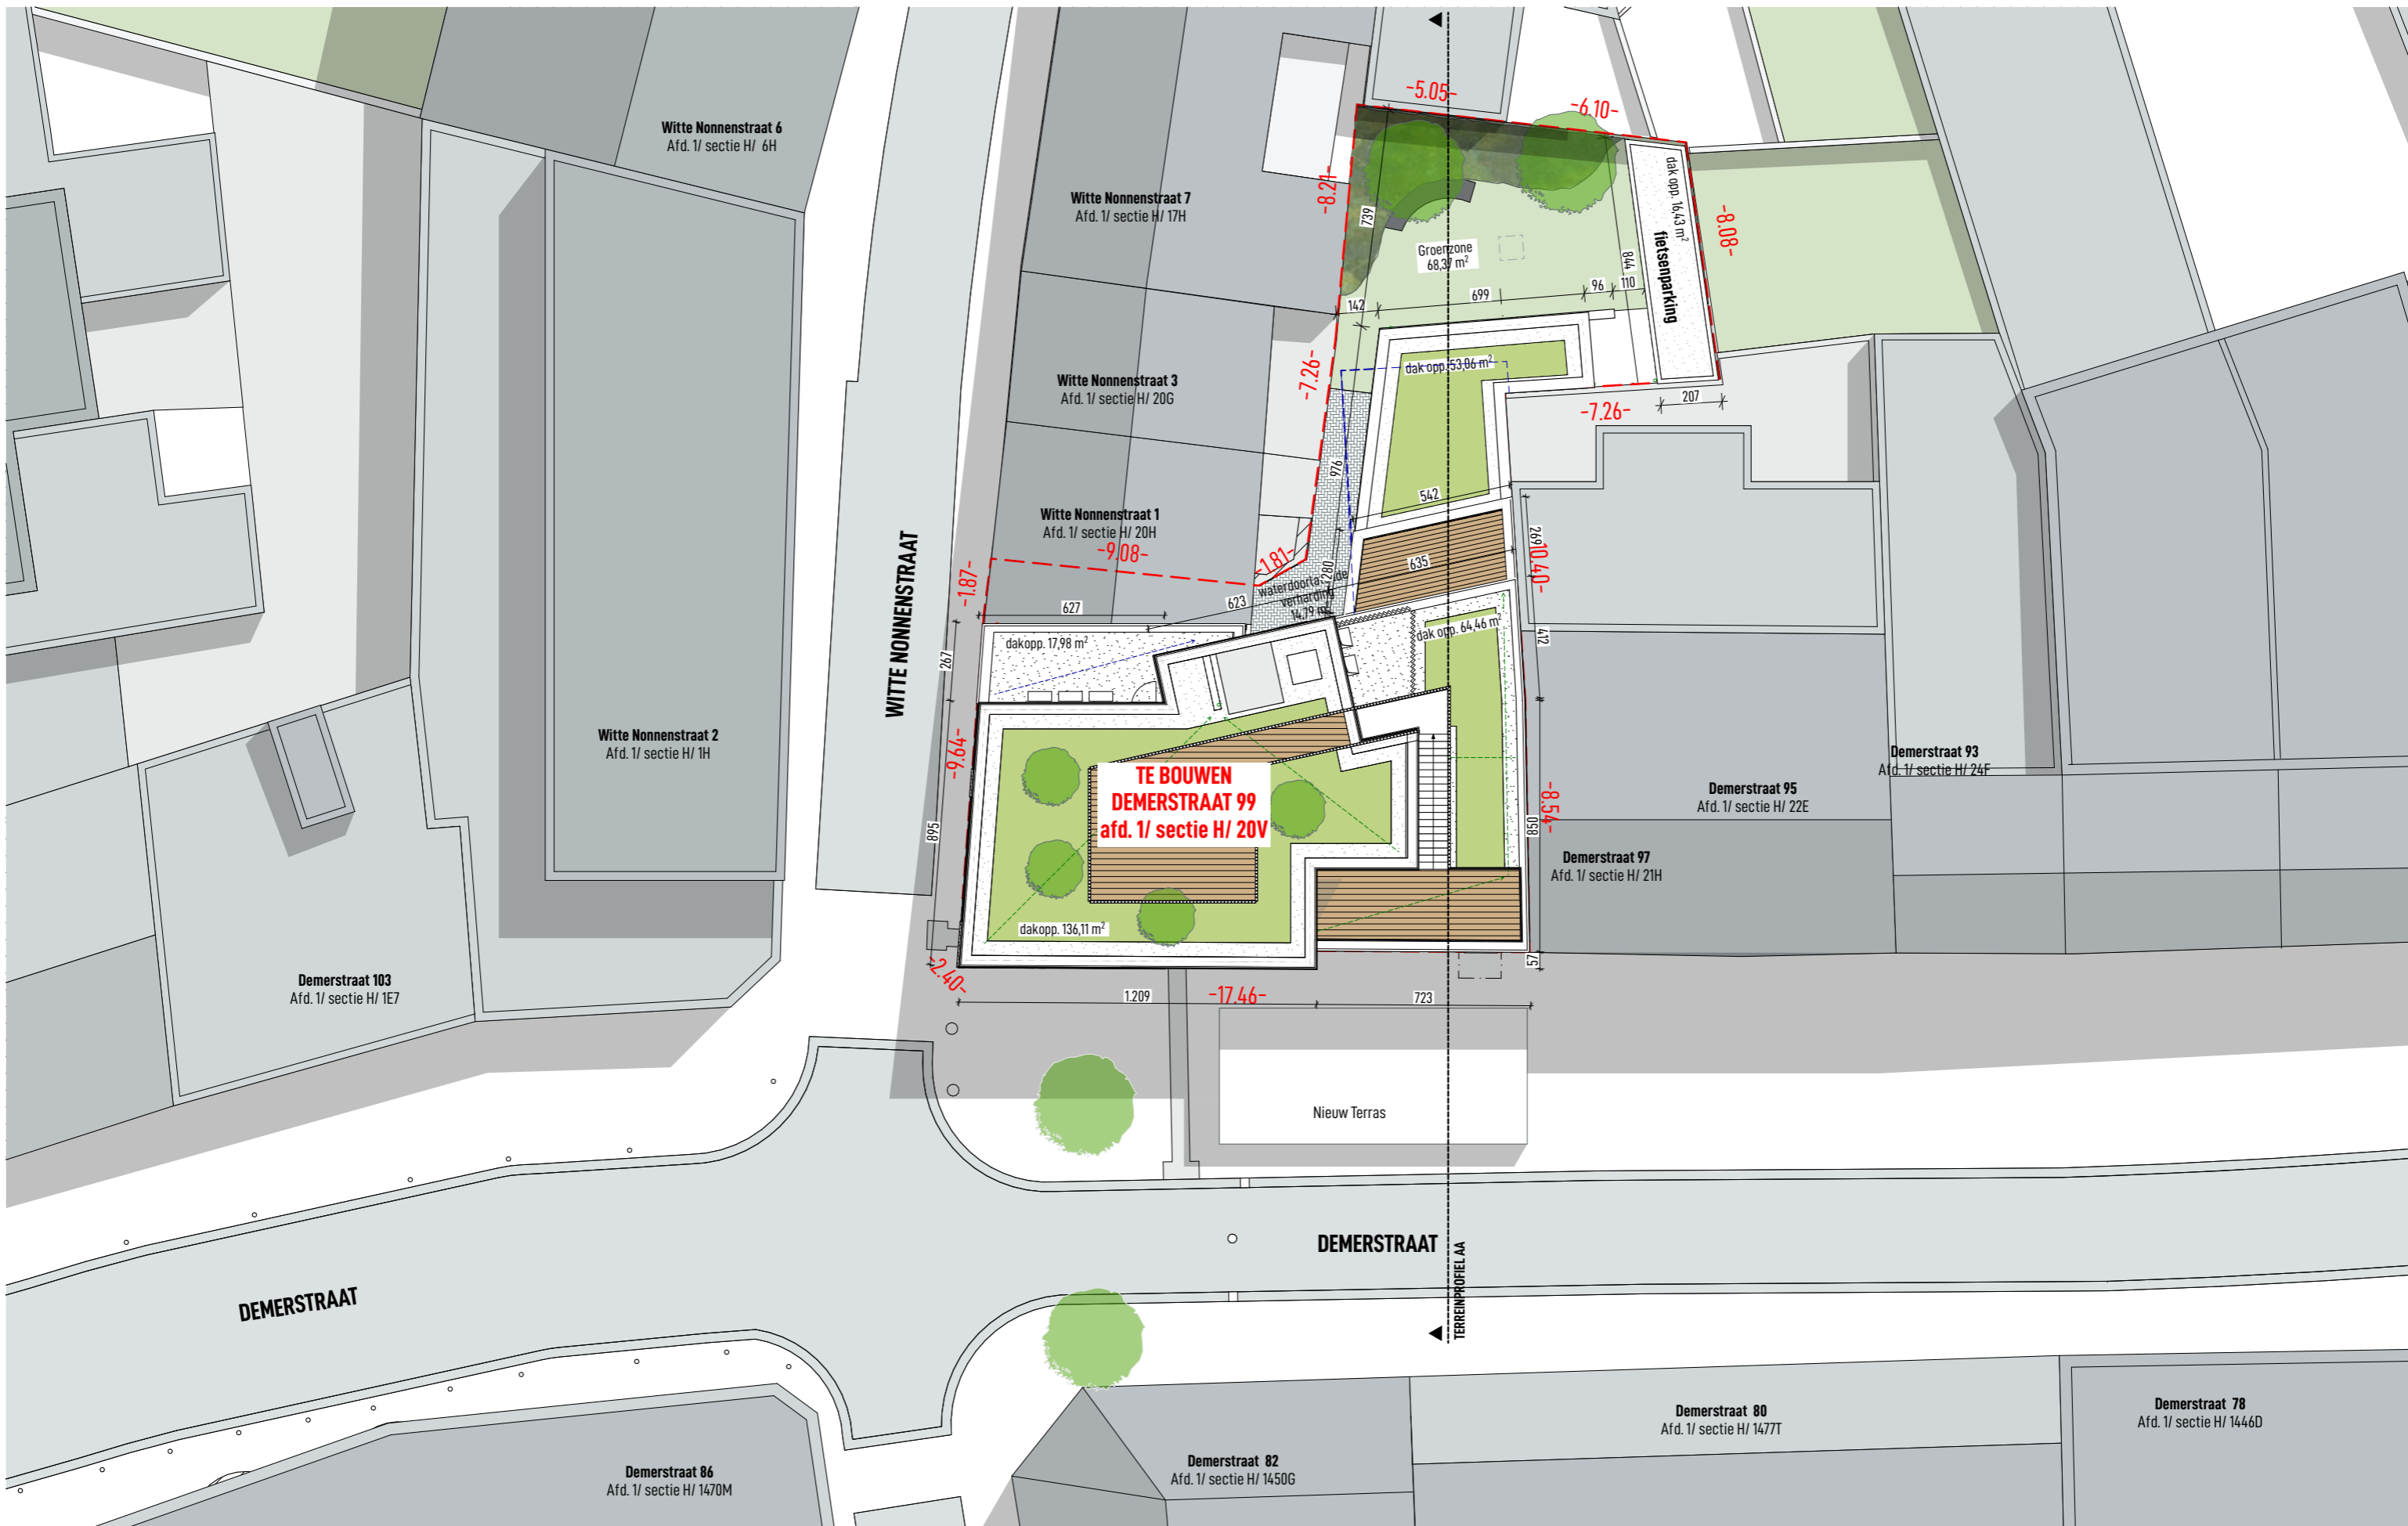 -5.05-
-6.10-
Witte Nonnenstraat 6
Afd. 1/ sectie H/ 6H
Witte Nonnenstraat 7
Afd. 1/ sectie H/ 17H
-8.21-
739
dak opp. 16,43 m²
fietsenparking
-8.08-
Groenzone
68,37 m²
844
110
96
699
142
Witte Nonnenstraat 3
Afd. 1/ sectie H/ 20G
-7.26-
dak opp. 53,06 m²
-7.26-
207
976
542
Witte Nonnenstraat 1
Afd. 1/ sectie H/ 20H
-9.08-
-1.81-
-1.87-
269
-10.40-
635
280
verharding
14,79 m²
627
623
WITTE NONNENSTRAAT
dakopp. 17,98 m²
dak opp. 64,46 m²
412
267
Witte Nonnenstraat 2
Afd. 1/ sectie H/ 1H
-9.64-
TE BOUWEN
DEMERSTRAAT 99
afd. 1/ sectie H/ 20V
Demerstraat 93
Afd. 1/ sectie H/ 24F
Demerstraat 95
Afd. 1/ sectie H/ 22E
-8.54-
850
895
Demerstraat 97
Afd. 1/ sectie H/ 21H
dakopp. 136,11 m²
57
-2.40-
Demerstraat 103
Afd. 1/ sectie H/ 1E7
1.209
-17.46-
723
Nieuw Terras
DEMERSTRAAT
TERREINPROFIEL AA
DEMERSTRAAT
Demerstraat 78
Afd. 1/ sectie H/ 1446D
Demerstraat 80
Afd. 1/ sectie H/ 1477T
Demerstraat 82
Afd. 1/ sectie H/ 1450G
Demerstraat 86
Afd. 1/ sectie H/ 1470M